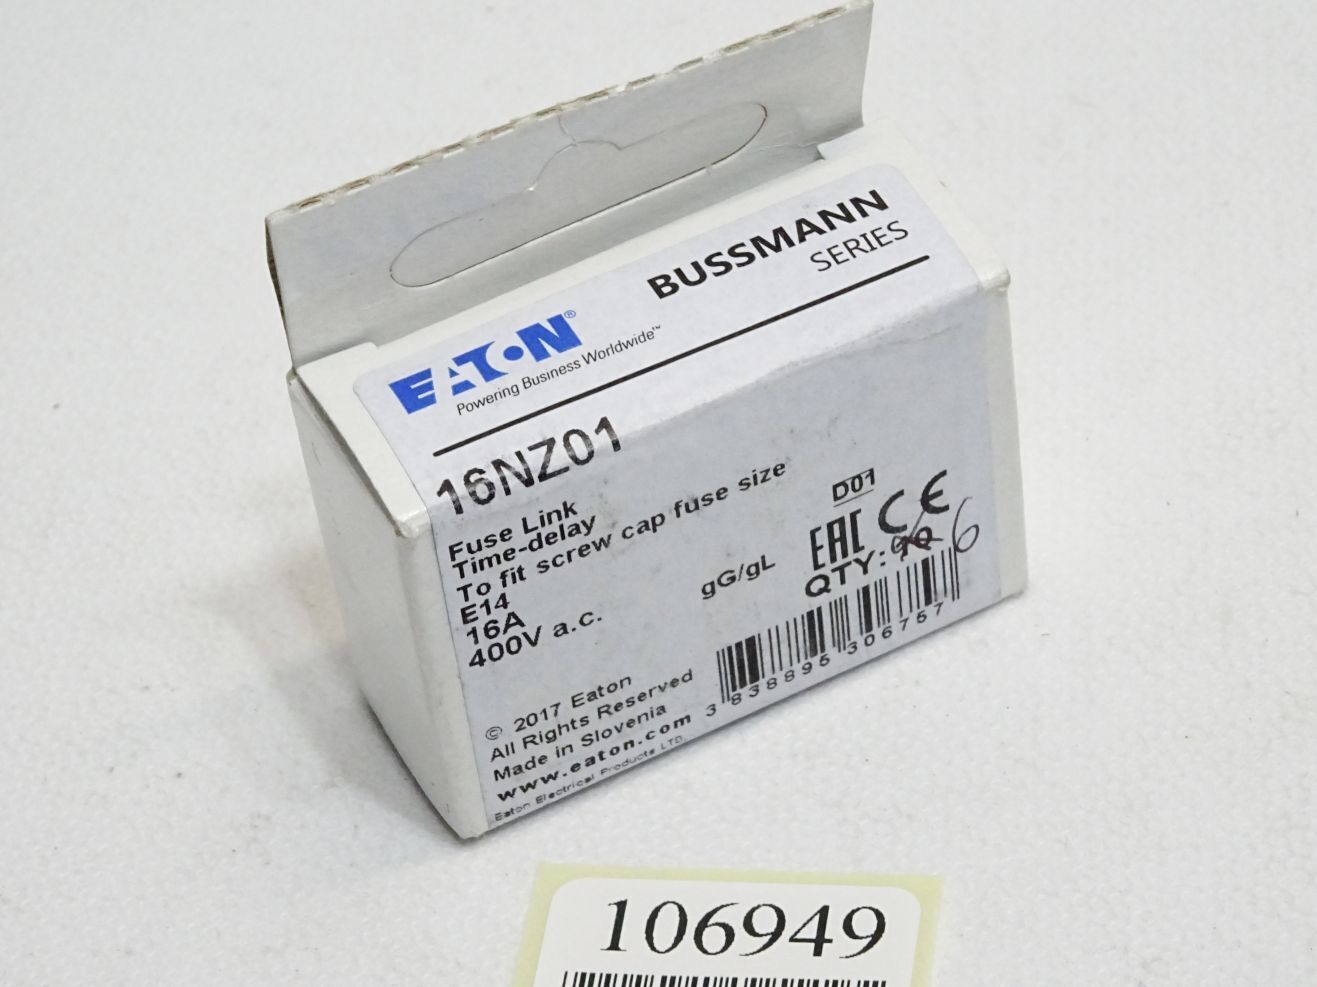 BUSSMANN
SERIES
EATON®
Powering Business Worldwide™
16NZ01
Fuse Link
Time-delay
To fit screw cap fuse size
E14
16A
400V a.c.
gG/gL
D01
EAC CE
QTY: 6
3 838895 306757
© 2017 Eaton
All Rights Reserved
Made in Slovenia
www.eaton.com
Eaton Electrical Products LTD.
106949